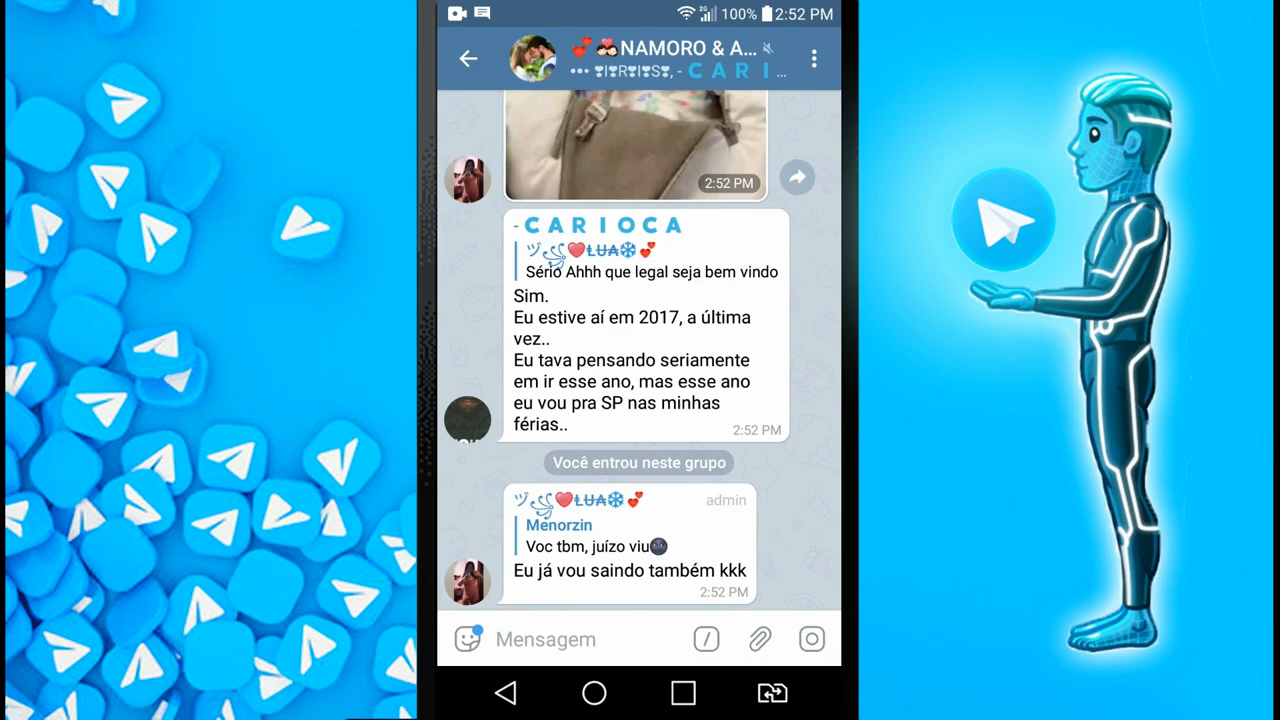 2G 100% 2:52 PM
💕💑NAMORO & A...
••• ❣I❣R❣I❣S❣, - C A R I ...
2:52 PM
- C A R I O C A
ヅ꧁❤️Ł̶U̶A̶❄️💕
Sério Ahhh que legal seja bem vindo
Sim.
Eu estive aí em 2017, a última
vez..
Eu tava pensando seriamente
em ir esse ano, mas esse ano
eu vou pra SP nas minhas
férias..
2:52 PM
Você entrou neste grupo
ヅ꧁❤️Ł̶U̶A̶❄️💕 admin
Menorzin
Voc tbm, juízo viu🌚
Eu já vou saindo também kkk
2:52 PM
Mensagem